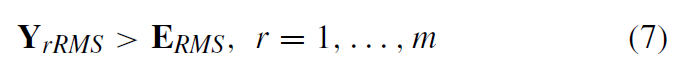 Y_{rRMS} > E_{RMS}, r = 1, . . . , m (7)